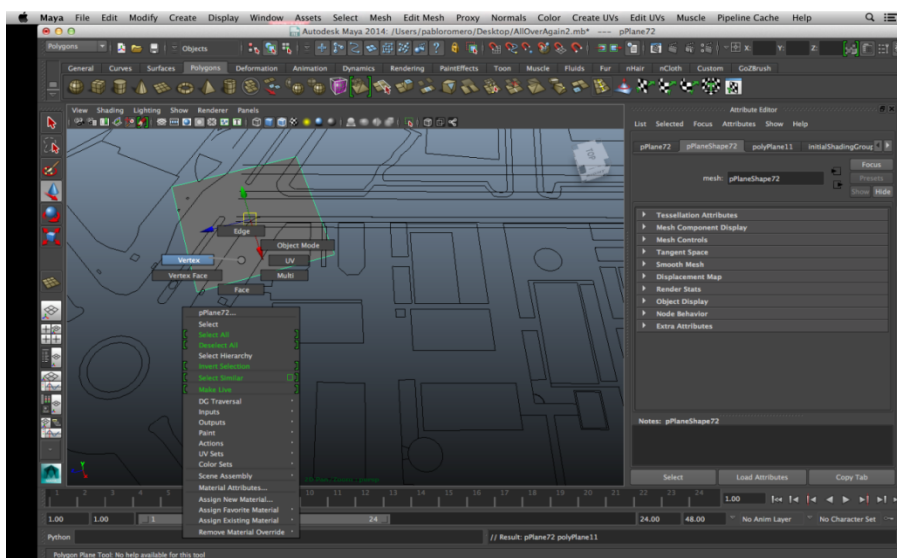 Maya File Edit Modify Create Display Window Assets Select Mesh Edit Mesh Proxy Normals Color Create UVs Edit UVs Muscle Pipeline Cache Help
Autodesk Maya 2014: /Users/pabloromero/Desktop/AllOverAgain2.mb* --- pPlane72
Polygons Objects X: Y: Z:
General Curves Surfaces Polygons Deformation Animation Dynamics Rendering PaintEffects Toon Muscle Fluids Fur nHair nCloth Custom GoZBrush
View Shading Lighting Show Renderer Panels
Attribute Editor
List Selected Focus Attributes Show Help
pPlane72 pPlaneShape72 polyPlane11 initialShadingGroup
Focus
mesh: pPlaneShape72
Presets
Show Hide
Tessellation Attributes
Mesh Component Display
Mesh Controls
Tangent Space
Smooth Mesh
Displacement Map
Render Stats
Object Display
Node Behavior
Extra Attributes
TOP
Edge
Object Mode
Vertex
UV
Vertex Face
Multi
Face
pPlane72...
Select
Select All
Deselect All
Select Hierarchy
Invert Selection
Select Similar
Make Live
DG Traversal
Inputs
Outputs
Paint
Actions
UV Sets
Color Sets
Scene Assembly
Material Attributes...
Assign New Material...
Assign Favorite Material
Assign Existing Material
Remove Material Override
Notes: pPlaneShape72
Select Load Attributes Copy Tab
1 2 3 4 5 10 11 12 13 14 15 16 17 18 19 20 21 22 23 24 1.00
1.00 1.00 1 24 24.00 48.00 No Anim Layer No Character Set
Python // Result: pPlane72 polyPlane11
Polygon Plane Tool: No help available for this tool